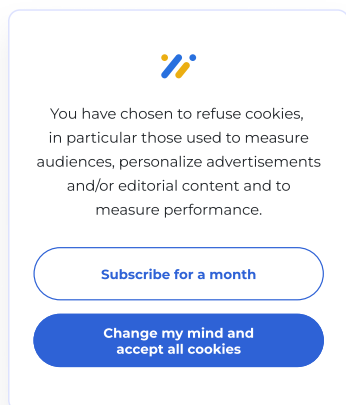 You have chosen to refuse cookies,
in particular those used to measure
audiences, personalize advertisements
and/or editorial content and to
measure performance.
Subscribe for a month
Change my mind and
accept all cookies